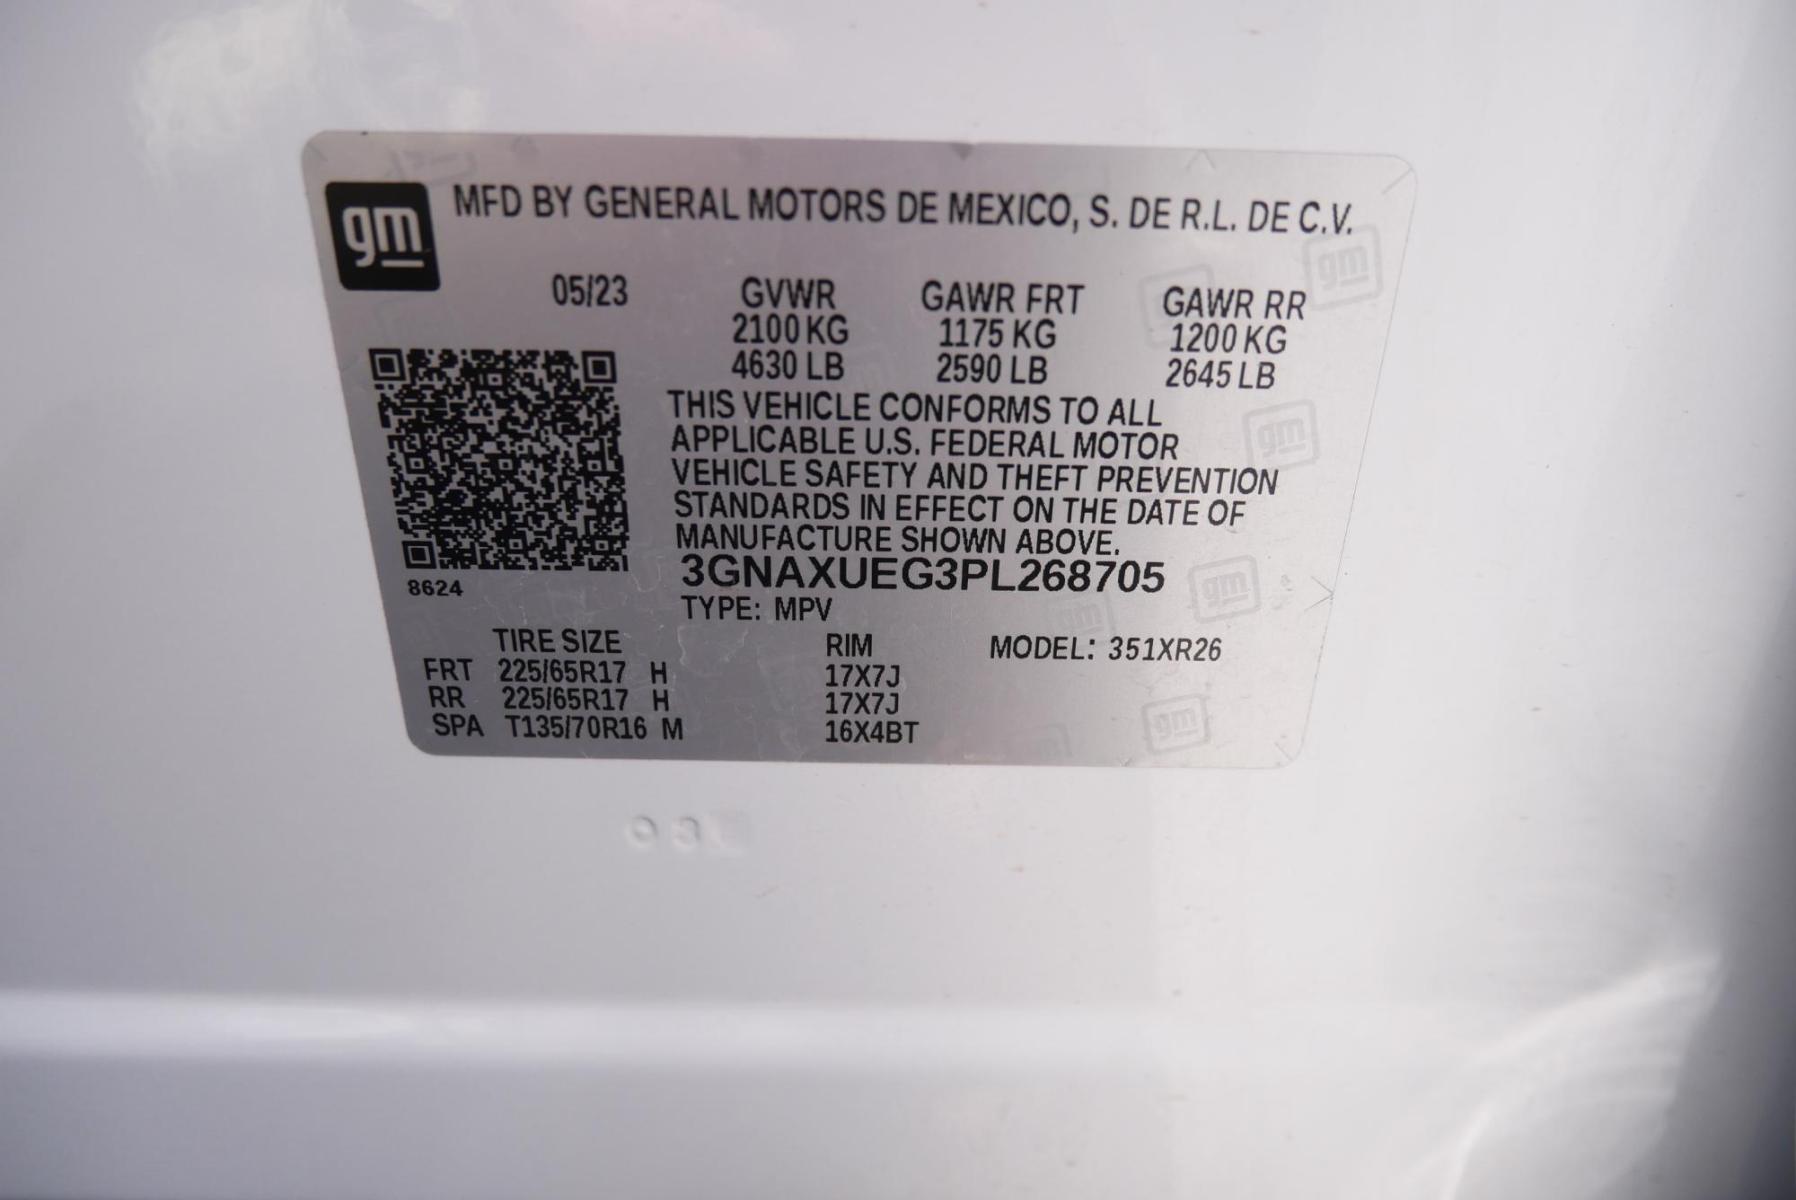 gm MFD BY GENERAL MOTORS DE MEXICO, S. DE R.L. DE C.V.
05/23 GVWR GAWR FRT GAWR RR
2100 KG 1175 KG 1200 KG
4630 LB 2590 LB 2645 LB
THIS VEHICLE CONFORMS TO ALL
APPLICABLE U.S. FEDERAL MOTOR
VEHICLE SAFETY AND THEFT PREVENTION
STANDARDS IN EFFECT ON THE DATE OF
MANUFACTURE SHOWN ABOVE.
3GNAXUEG3PL268705
8624
TYPE: MPV
TIRE SIZE RIM MODEL: 351XR26
FRT 225/65R17 H 17X7J
RR 225/65R17 H 17X7J
SPA T135/70R16 M 16X4BT